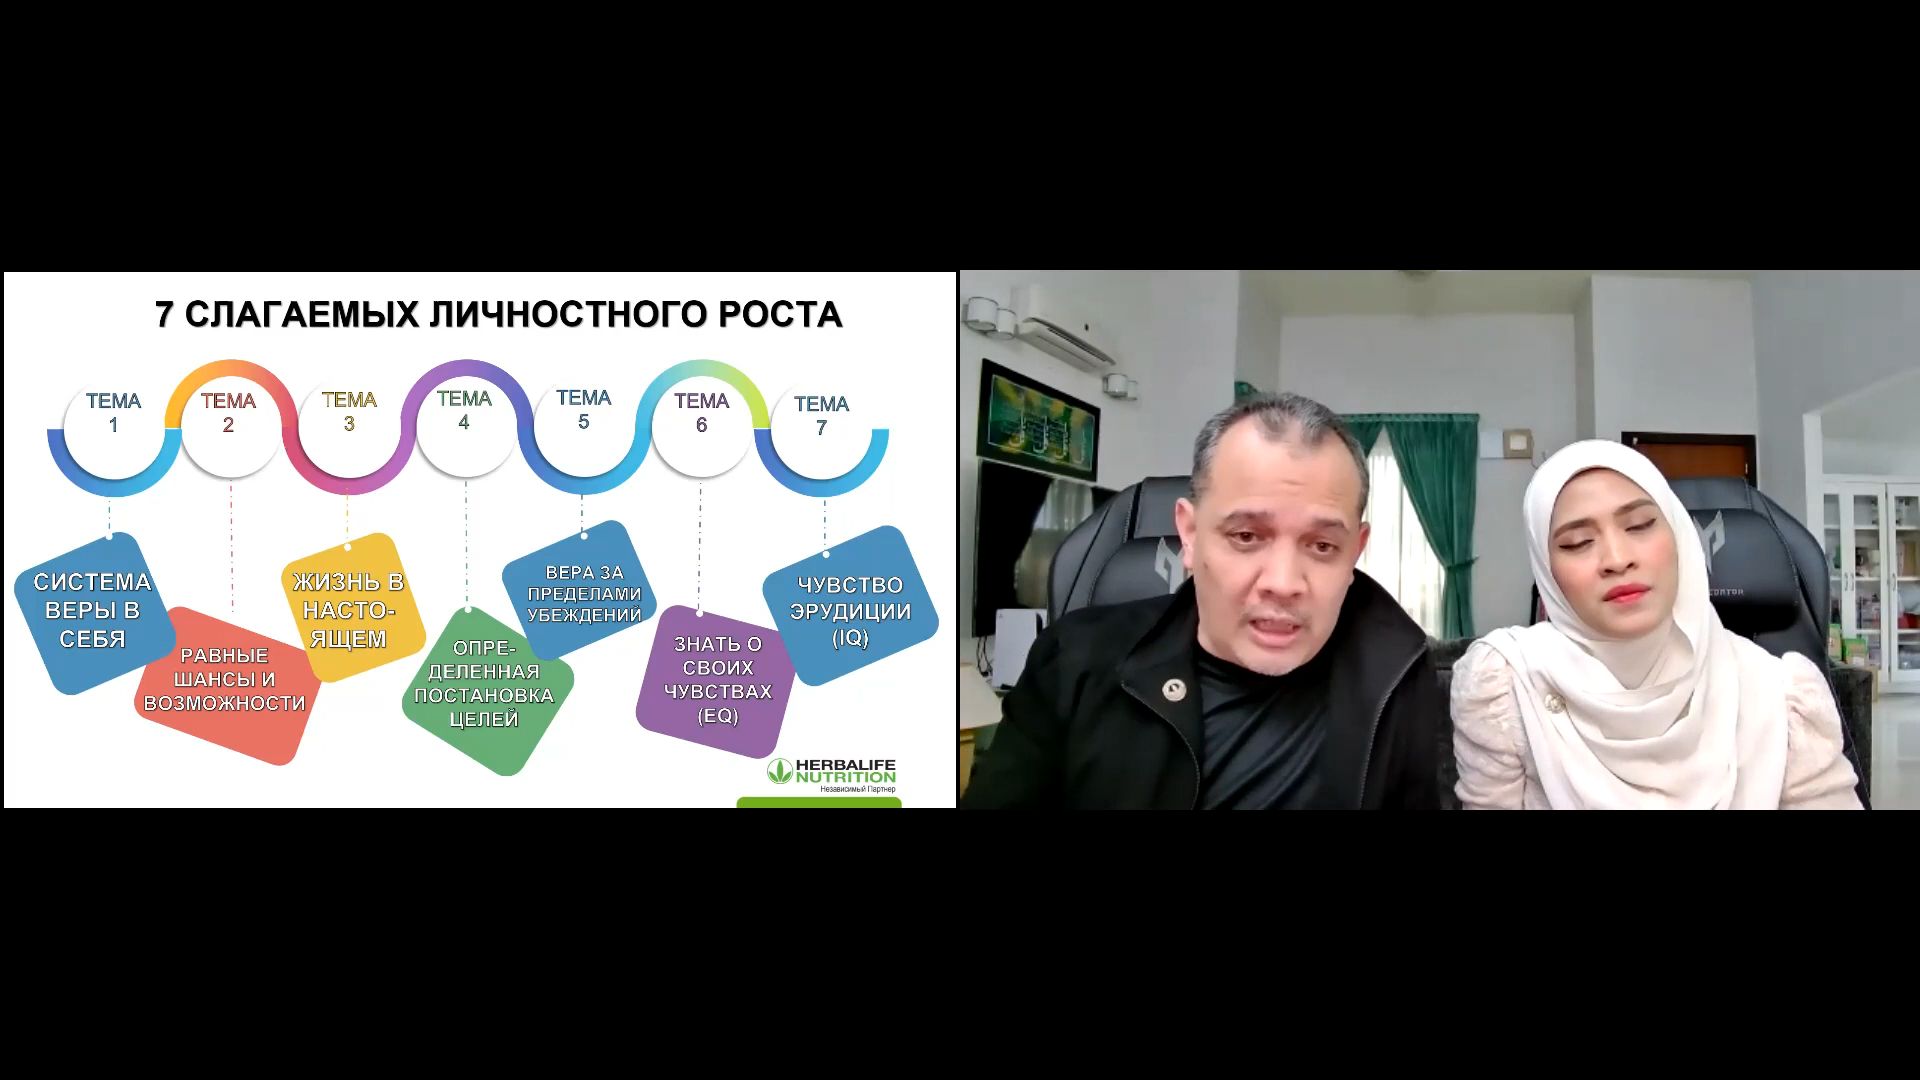 7 СЛАГАЕМЫХ ЛИЧНОСТНОГО РОСТА
ТЕМА
1
ТЕМА
2
ТЕМА
3
ТЕМА
4
ТЕМА
5
ТЕМА
6
ТЕМА
7
СИСТЕМА
ВЕРЫ В
СЕБЯ
РАВНЫЕ
ШАНСЫ И
ВОЗМОЖНОСТИ
ЖИЗНЬ В
НАСТО-
ЯЩЕМ
ОПРЕ-
ДЕЛЕННАЯ
ПОСТАНОВКА
ЦЕЛЕЙ
ВЕРА ЗА
ПРЕДЕЛАМИ
УБЕЖДЕНИЙ
ЗНАТЬ О
СВОИХ
ЧУВСТВАХ
(EQ)
ЧУВСТВО
ЭРУДИЦИИ
(IQ)
HERBALIFE
NUTRITION
Независимый Партнер